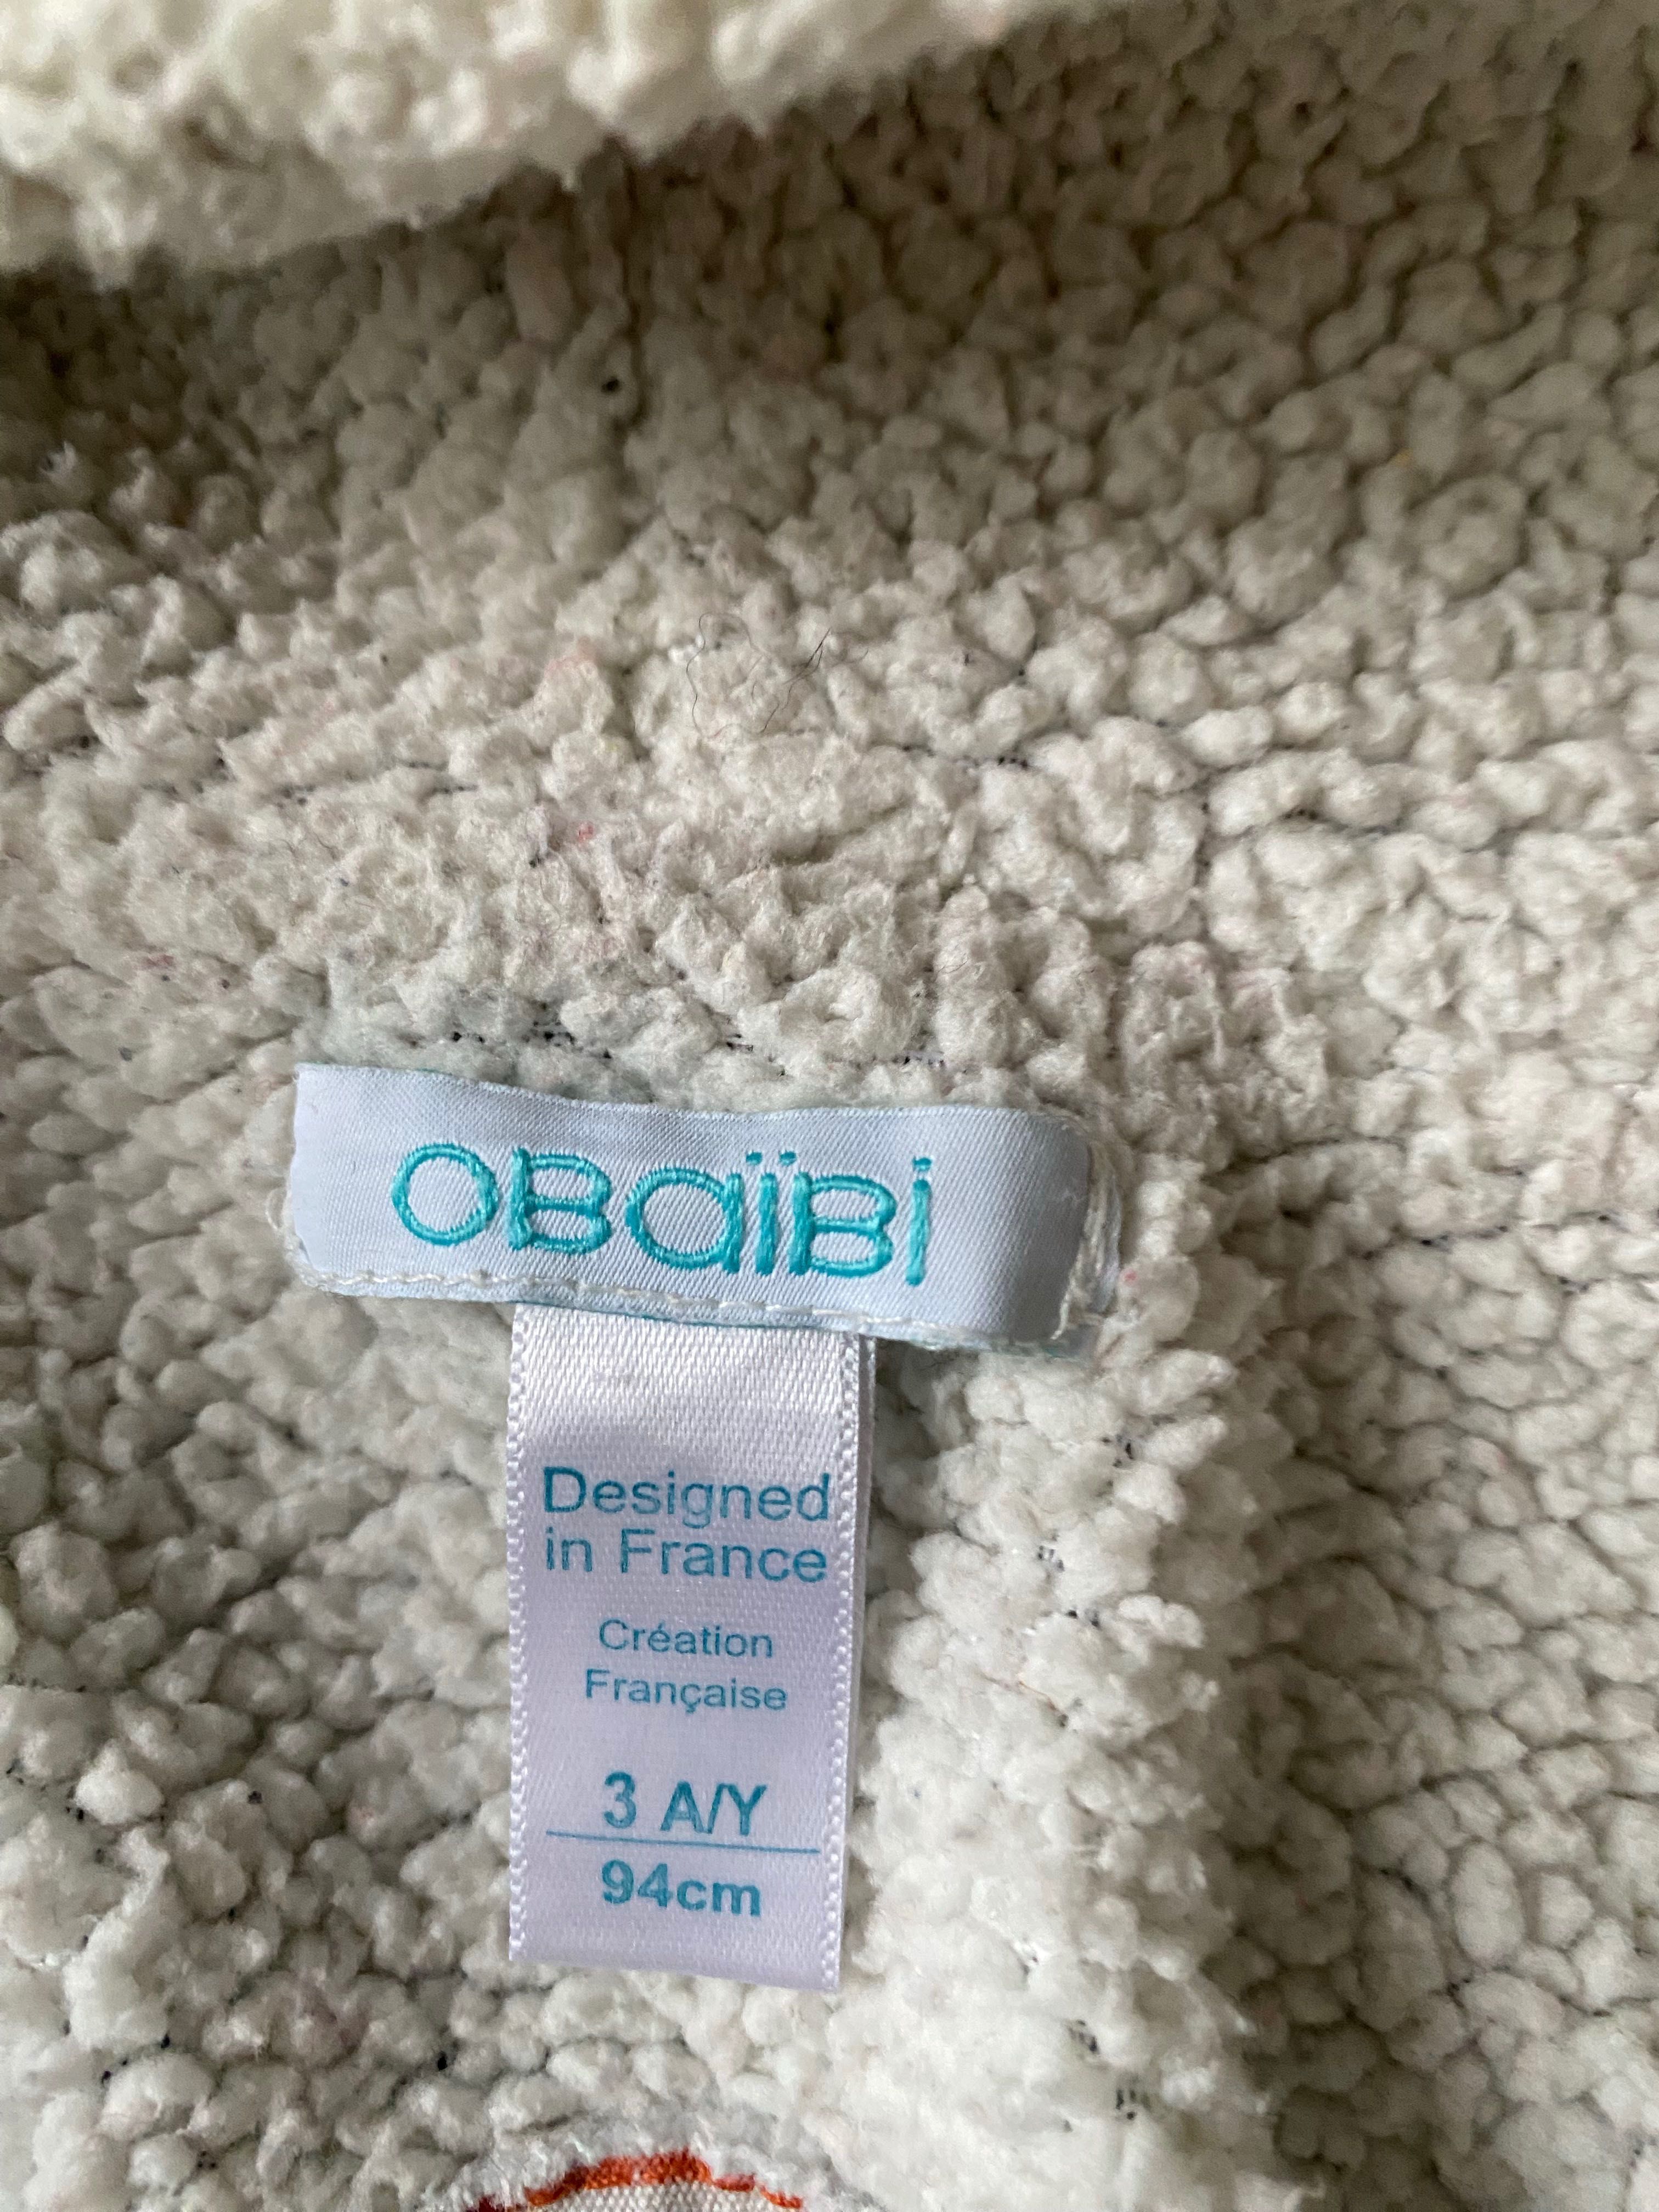 OBaïBi
Designed
in France
Création
Française
3 A/Y
94cm